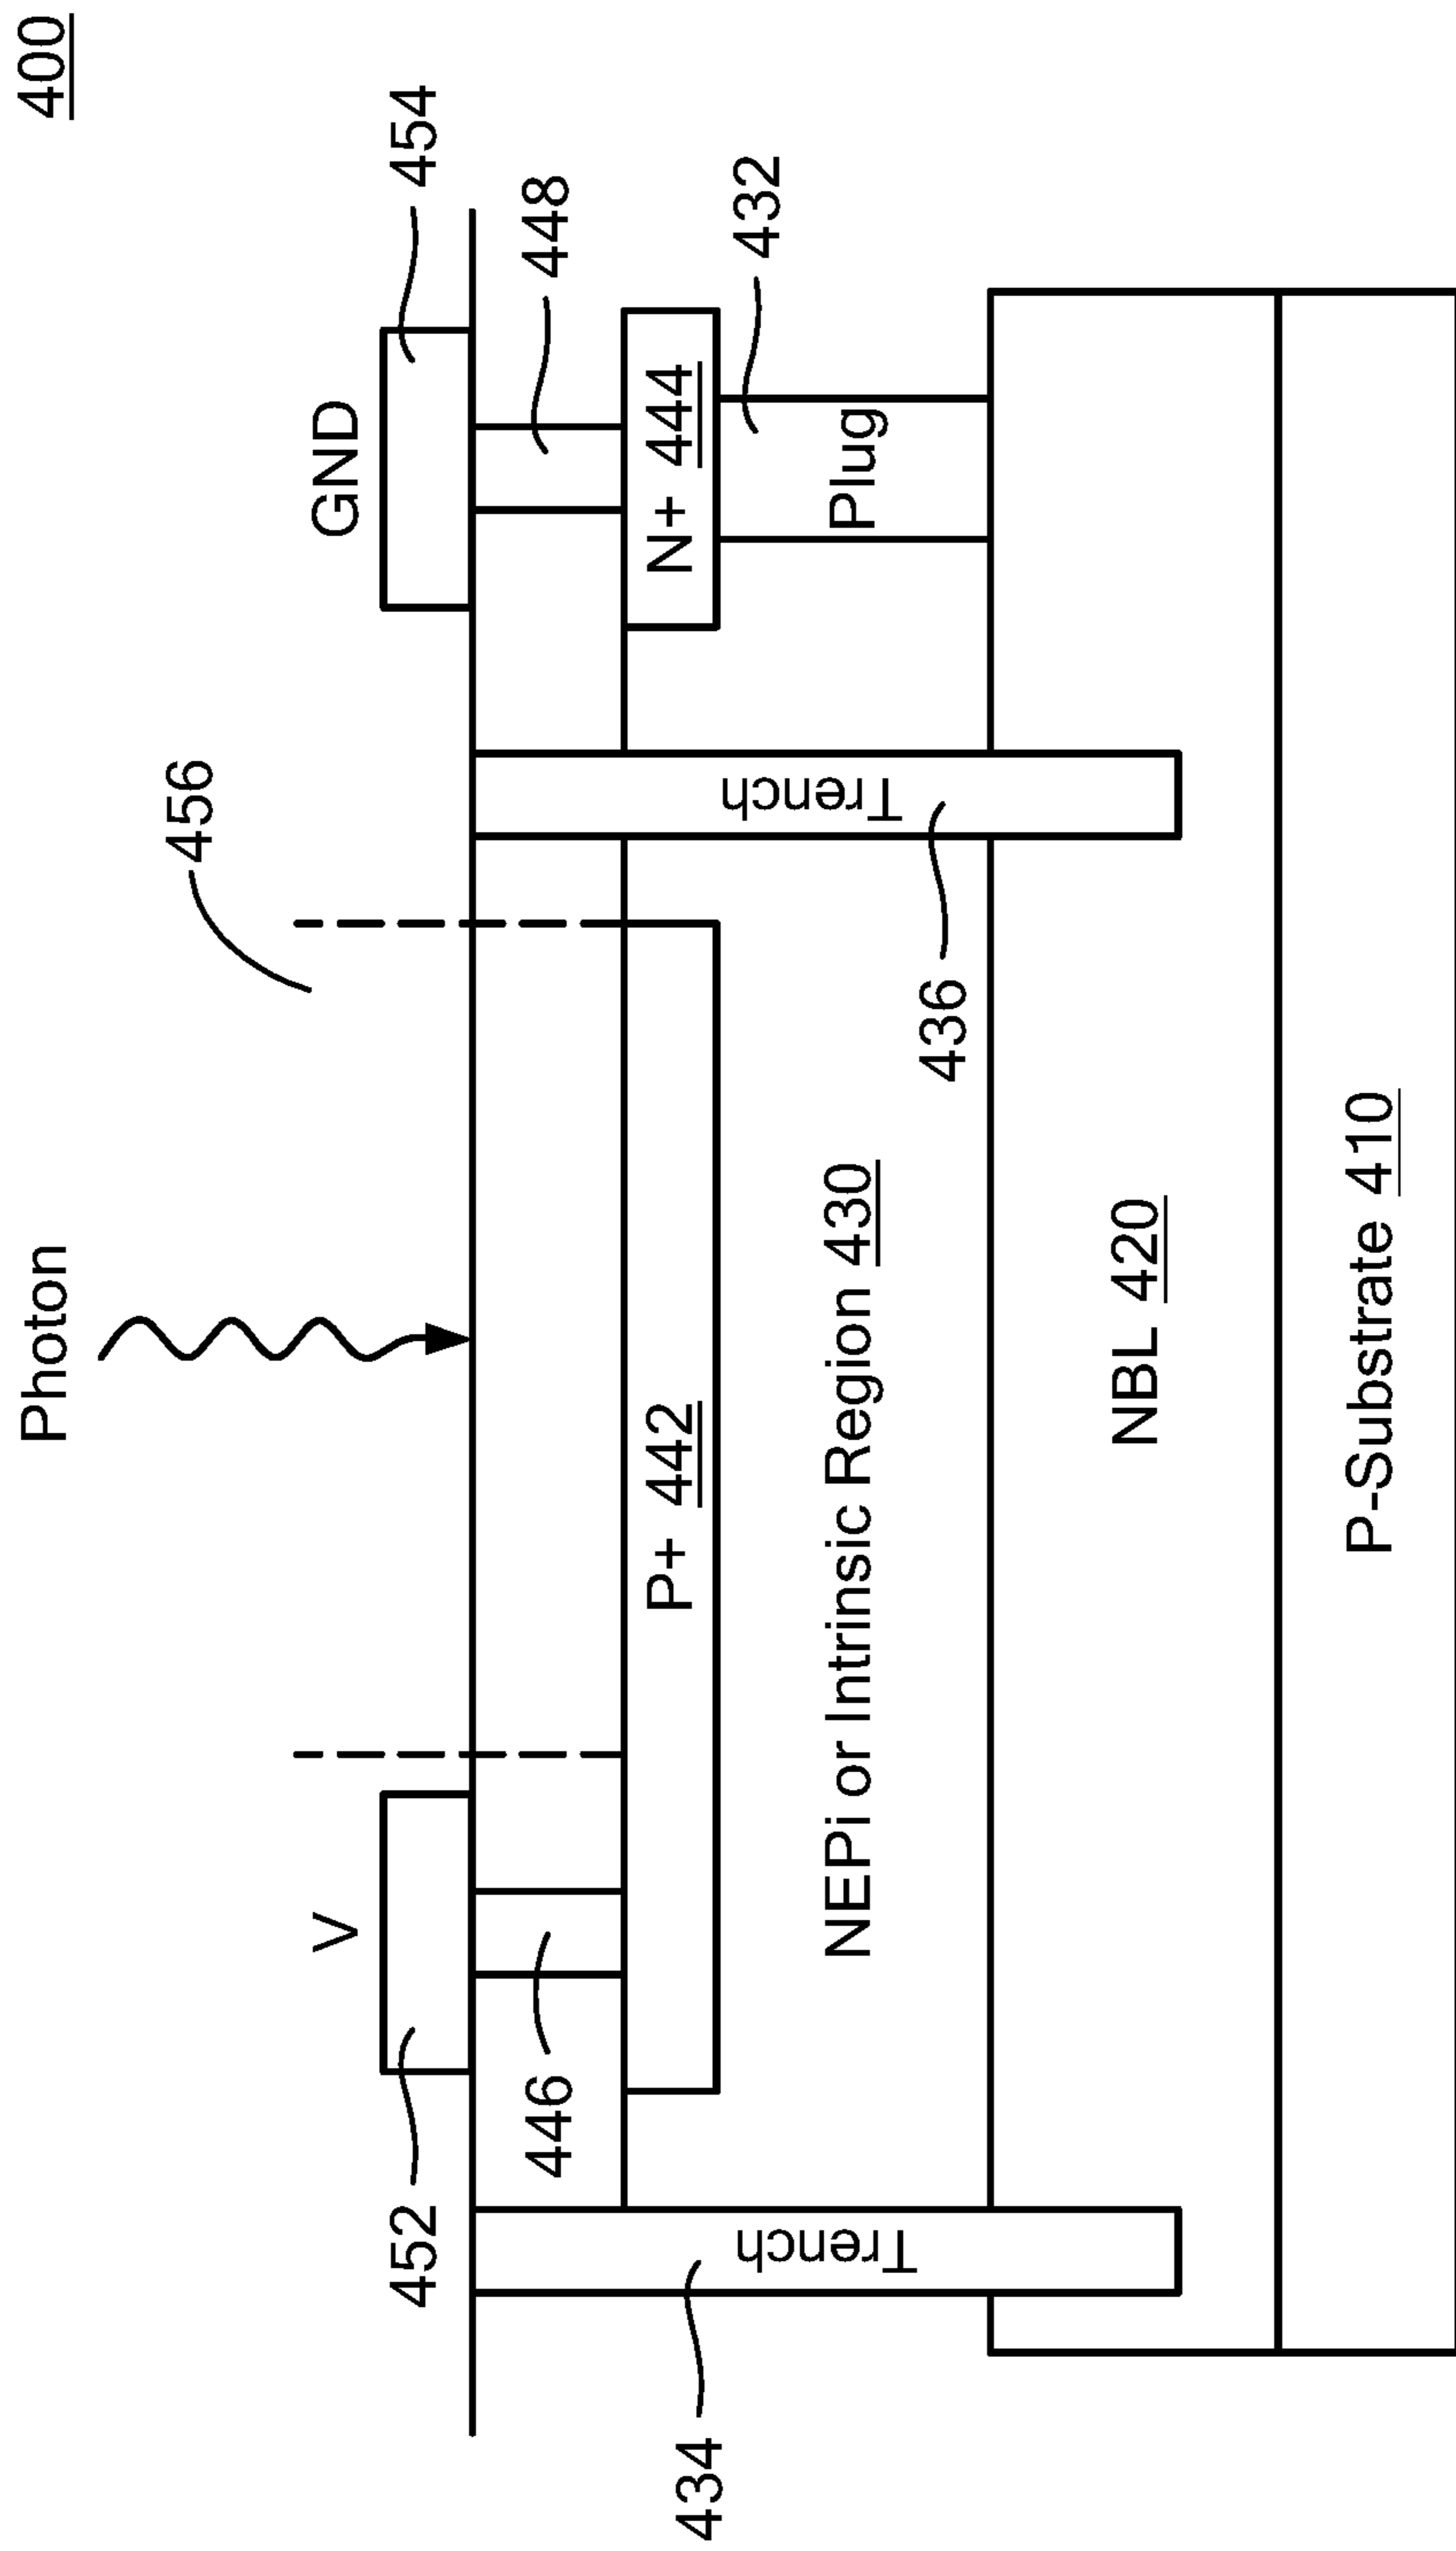 400
Photon
456
V
GND
452
454
446
448
P+ 442
N+ 444
432
434
Trench
Trench
Plug
NEPi or Intrinsic Region 430
436
NBL 420
P-Substrate 410